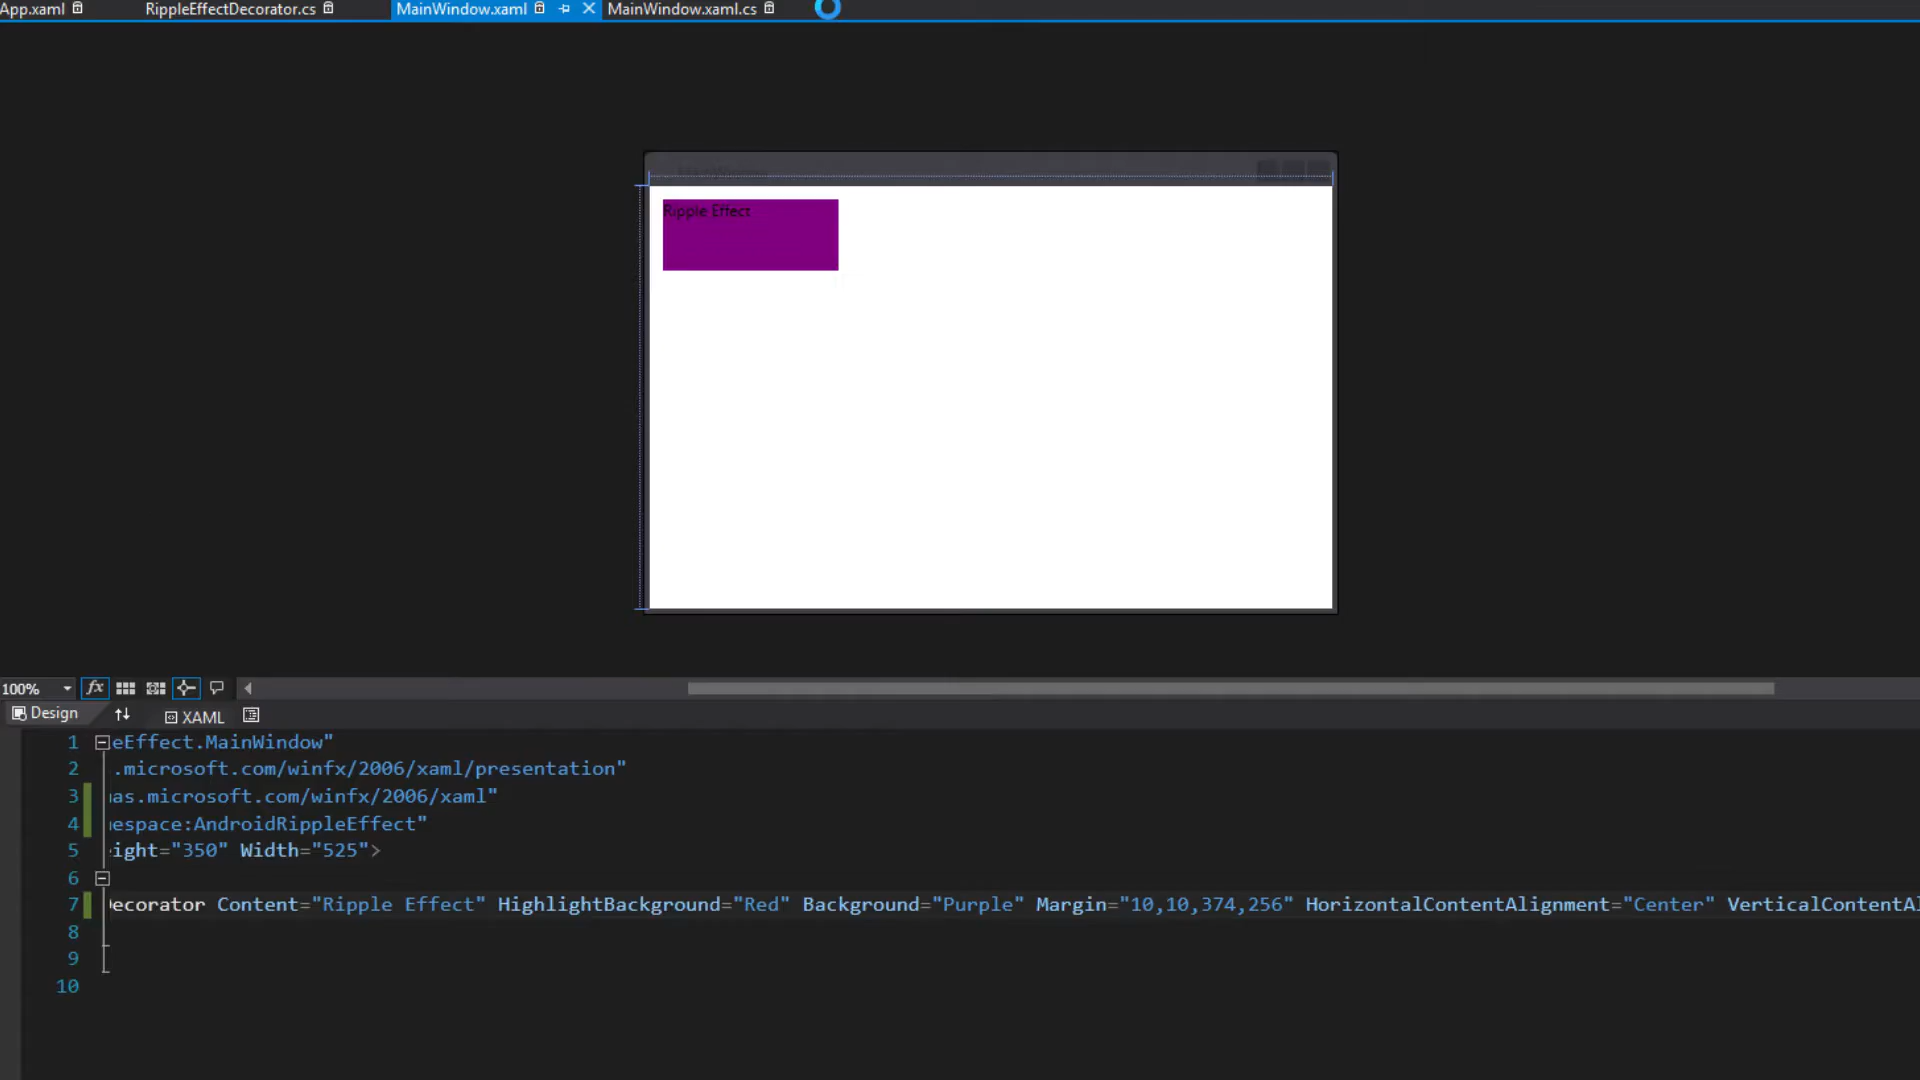 App.xaml RippleEffectDecorator.cs MainWindow.xaml MainWindow.xaml.cs
Ripple Effect
100% fx
Design XAML
1 eEffect.MainWindow"
2 .microsoft.com/winfx/2006/xaml/presentation"
3 as.microsoft.com/winfx/2006/xaml"
4 espace:AndroidRippleEffect"
5 ight="350" Width="525">
6
7 ecorator Content="Ripple Effect" HighlightBackground="Red" Background="Purple" Margin="10,10,374,256" HorizontalContentAlignment="Center" VerticalContentAl
8
9
10